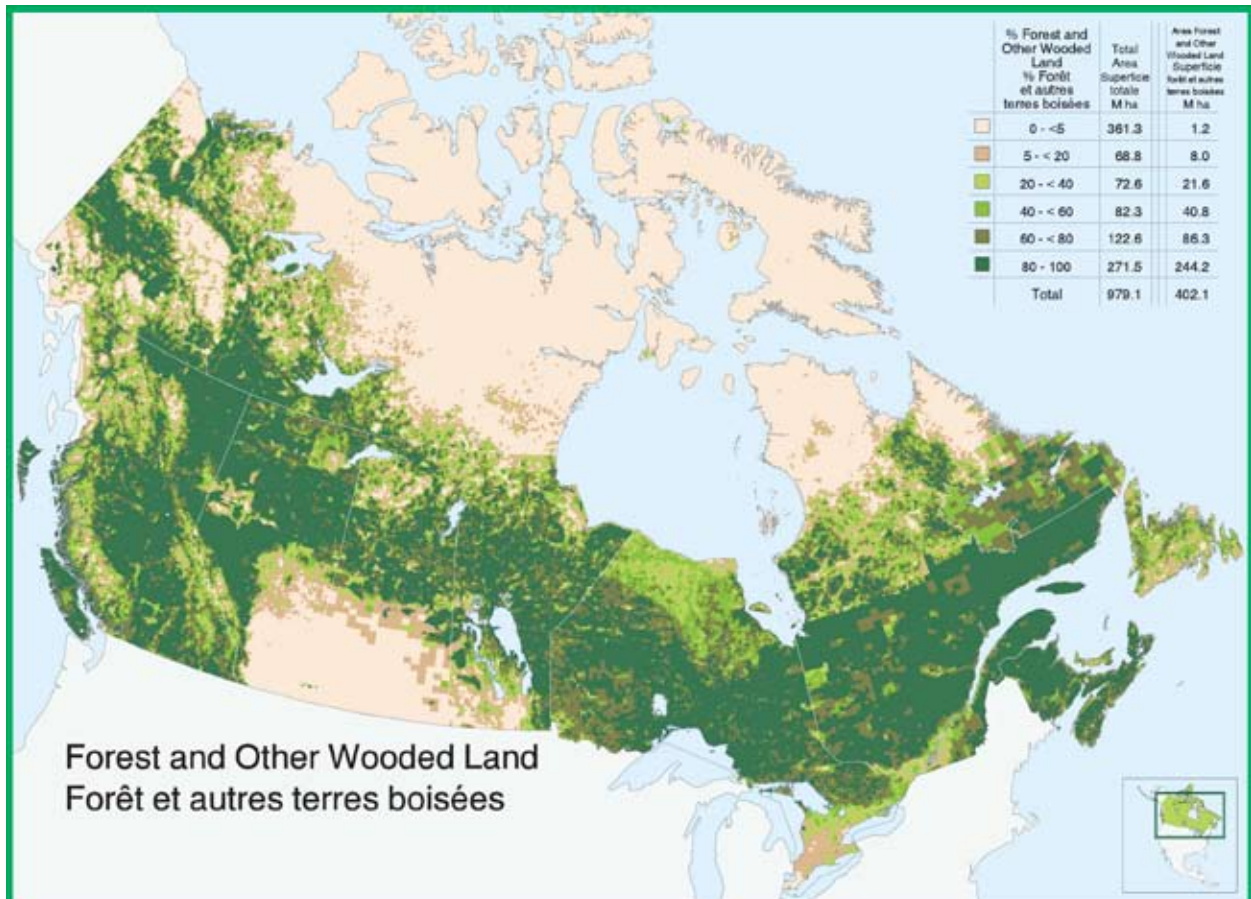 % Forest and
Other Wooded
Land
% Forêt
et autres
terres boisées
Total
Area
Superficie
totale
M ha
Area Forest
and Other
Wooded Land
Superficie
forêt et autres
terres boisées
M ha
0 - <5 361.3 1.2
5 - < 20 68.8 8.0
20 - < 40 72.6 21.6
40 - < 60 82.3 40.8
60 - < 80 122.6 86.3
80 - 100 271.5 244.2
Total 979.1 402.1
Forest and Other Wooded Land
Forêt et autres terres boisées